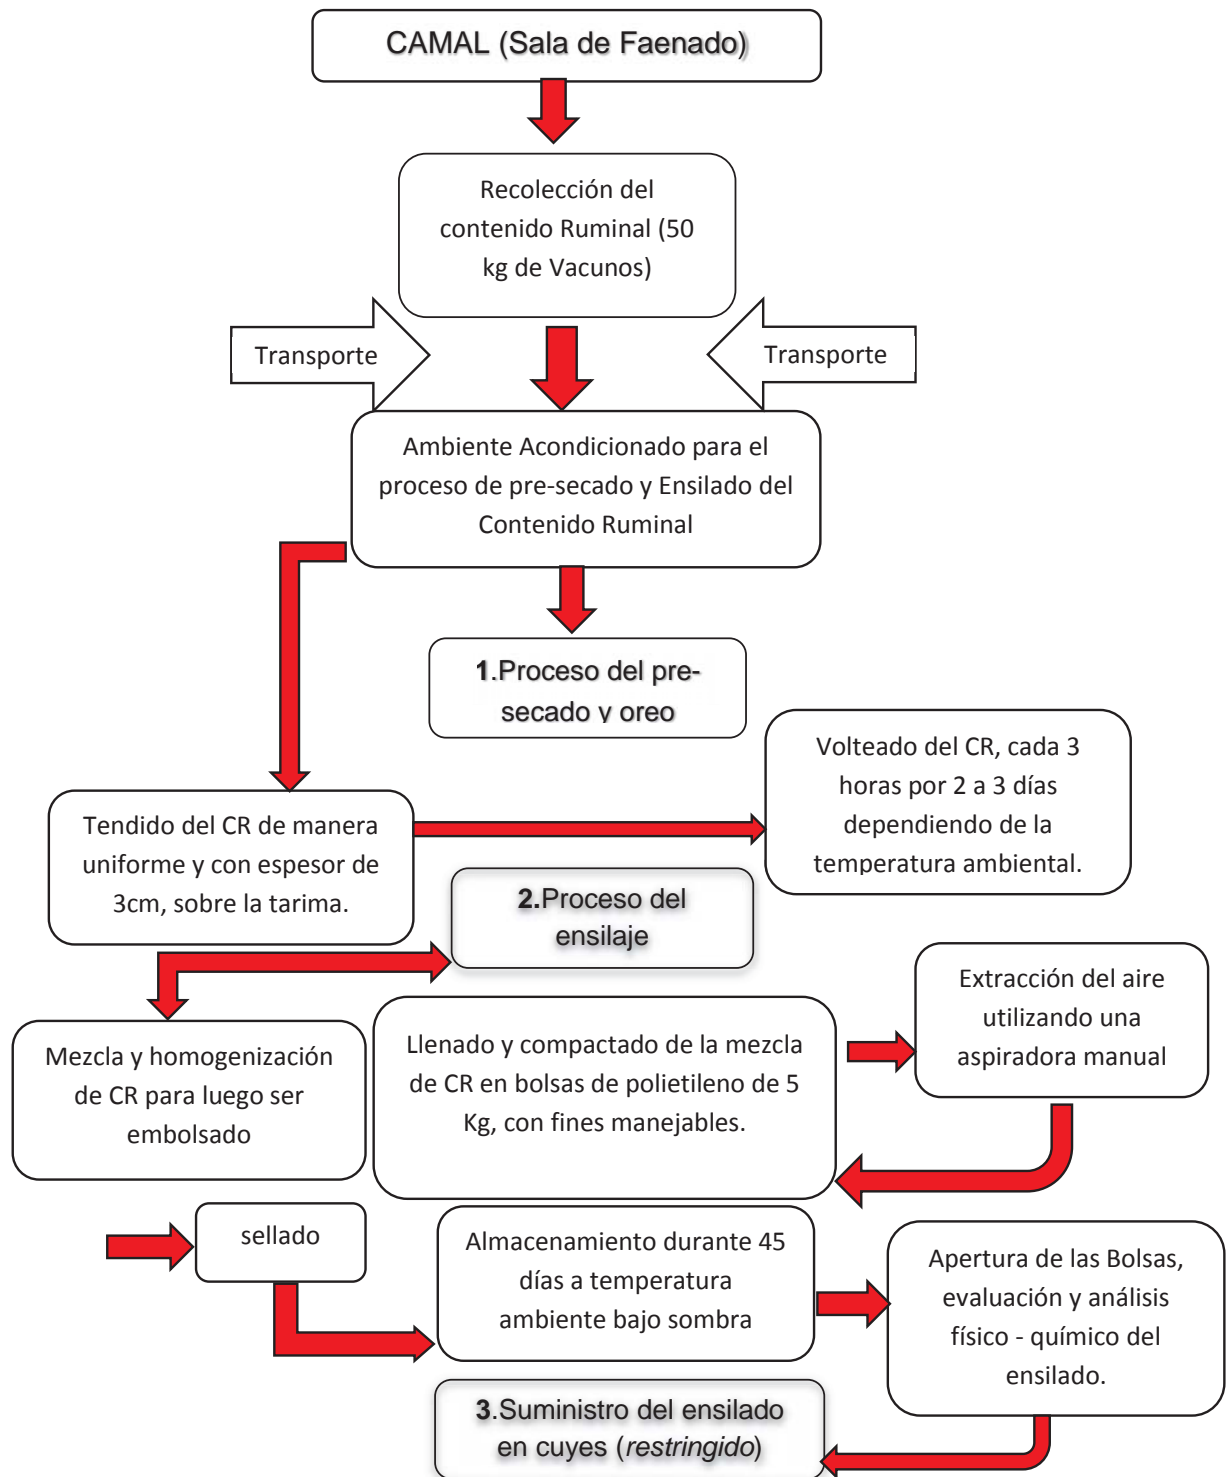 CAMAL (Sala de Faenado)
Recolección del
contenido Ruminal (50
kg de Vacunos)
Transporte
Transporte
Ambiente Acondicionado para el
proceso de pre-secado y Ensilado del
Contenido Ruminal
1.Proceso del pre-
secado y oreo
Volteado del CR, cada 3
horas por 2 a 3 días
dependiendo de la
temperatura ambiental.
Tendido del CR de manera
uniforme y con espesor de
3cm, sobre la tarima.
2.Proceso del
ensilaje
Mezcla y homogenización
de CR para luego ser
embolsado
Llenado y compactado de la mezcla
de CR en bolsas de polietileno de 5
Kg, con fines manejables.
Extracción del aire
utilizando una
aspiradora manual
sellado
Almacenamiento durante 45
días a temperatura
ambiente bajo sombra
Apertura de las Bolsas,
evaluación y análisis
físico - químico del
ensilado.
3.Suministro del ensilado
en cuyes (restringido)